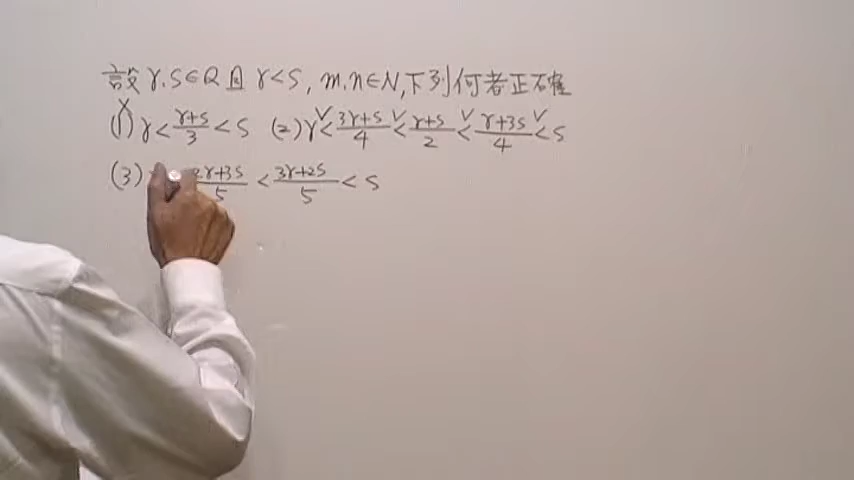 設 r.s∈Q 且 r<s, m.n∈N, 下列何者正確
(1) r < (r+s)/3 < s (2) r < (3r+s)/4 < (r+s)/2 < (r+3s)/4 < s
(3) 2r+3s/5 < (3r+2s)/5 < s